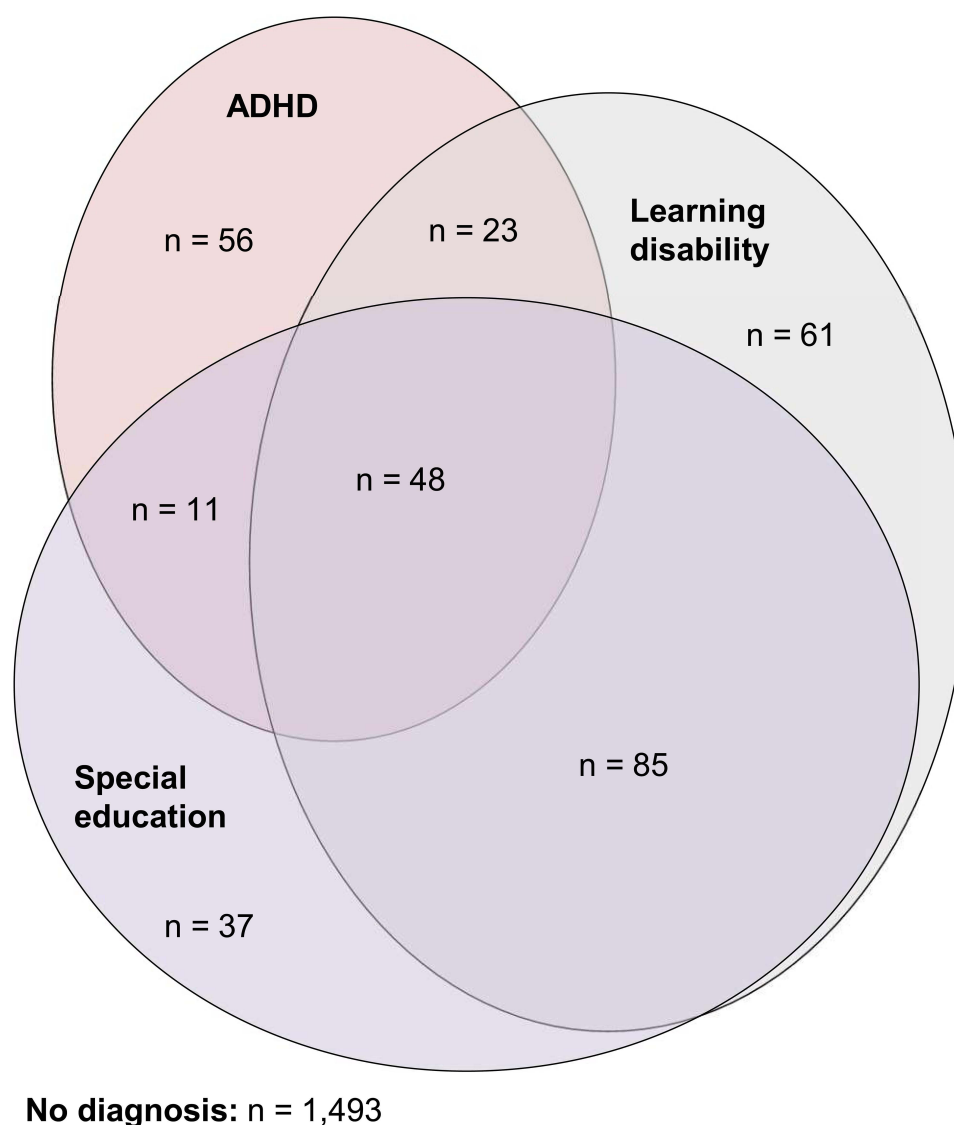 ADHD
n = 56
n = 23
Learning
disability
n = 61
n = 48
n = 11
n = 85
Special
education
n = 37
No diagnosis: n = 1,493